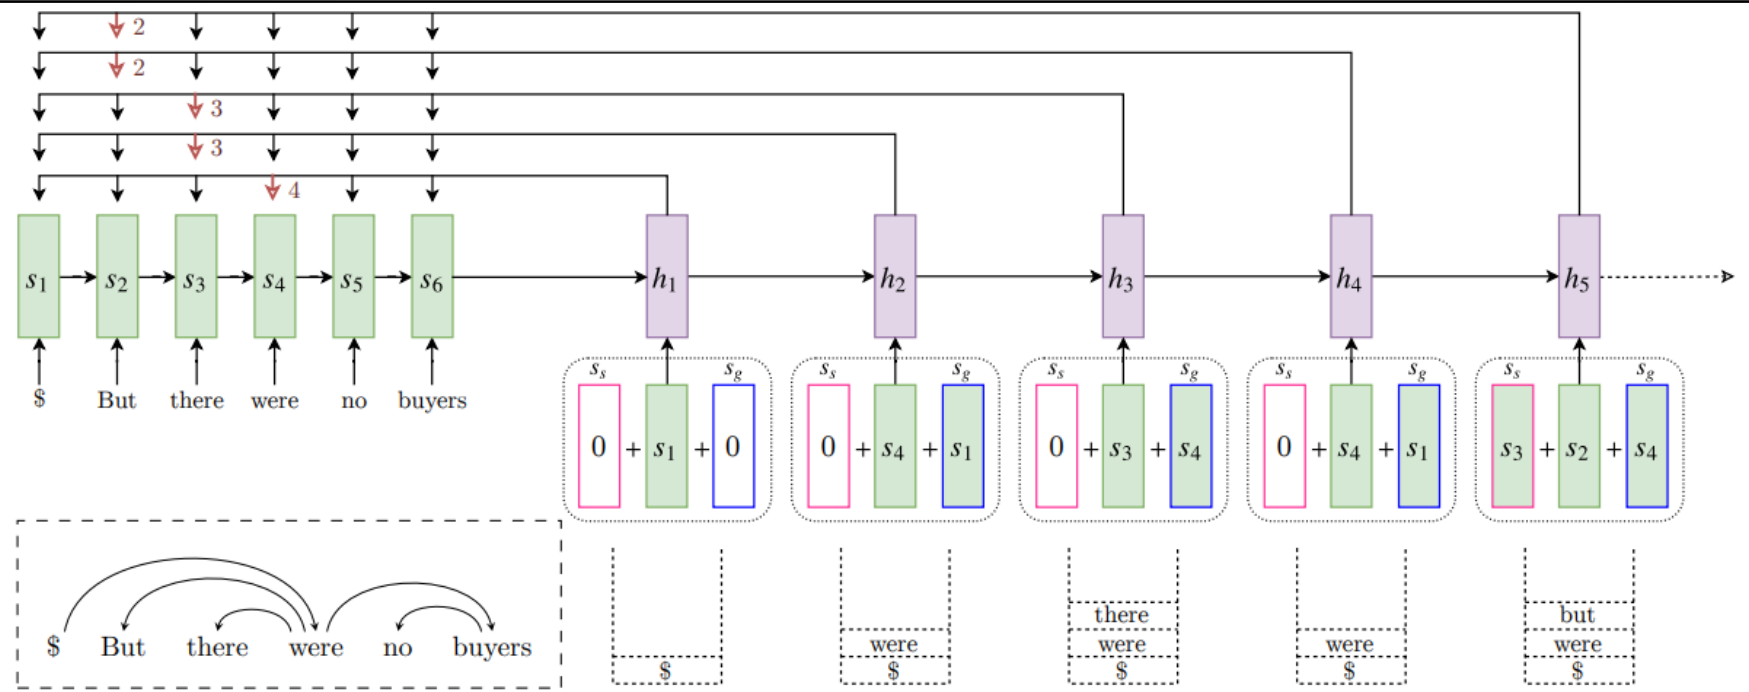 2
2
3
3
4
s1 s2 s3 s4 s5 s6 h1 h2 h3 h4 h5
$ But there were no buyers
ss sg ss sg ss sg ss sg ss sg
0 + s1 + 0 0 + s4 + s1 0 + s3 + s4 0 + s4 + s1 s3 + s2 + s4
there but
$ But there were no buyers were were were were
$ $ $ $ $